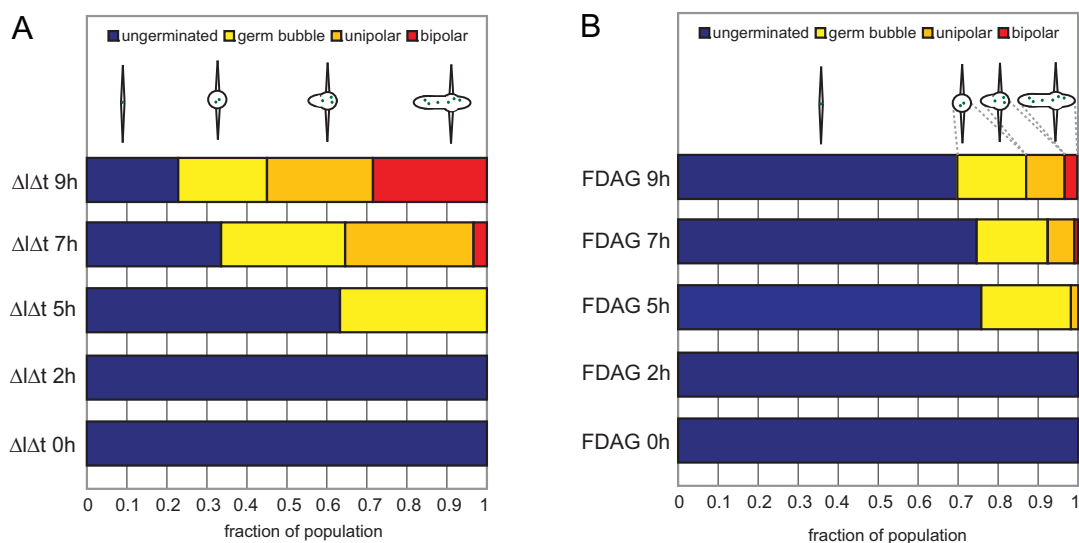 A
ungerminated germ bubble unipolar bipolar
ΔlΔt 9h
ΔlΔt 7h
ΔlΔt 5h
ΔlΔt 2h
ΔlΔt 0h
0 0.1 0.2 0.3 0.4 0.5 0.6 0.7 0.8 0.9 1
fraction of population
B
ungerminated germ bubble unipolar bipolar
FDAG 9h
FDAG 7h
FDAG 5h
FDAG 2h
FDAG 0h
0 0.1 0.2 0.3 0.4 0.5 0.6 0.7 0.8 0.9 1
fraction of population